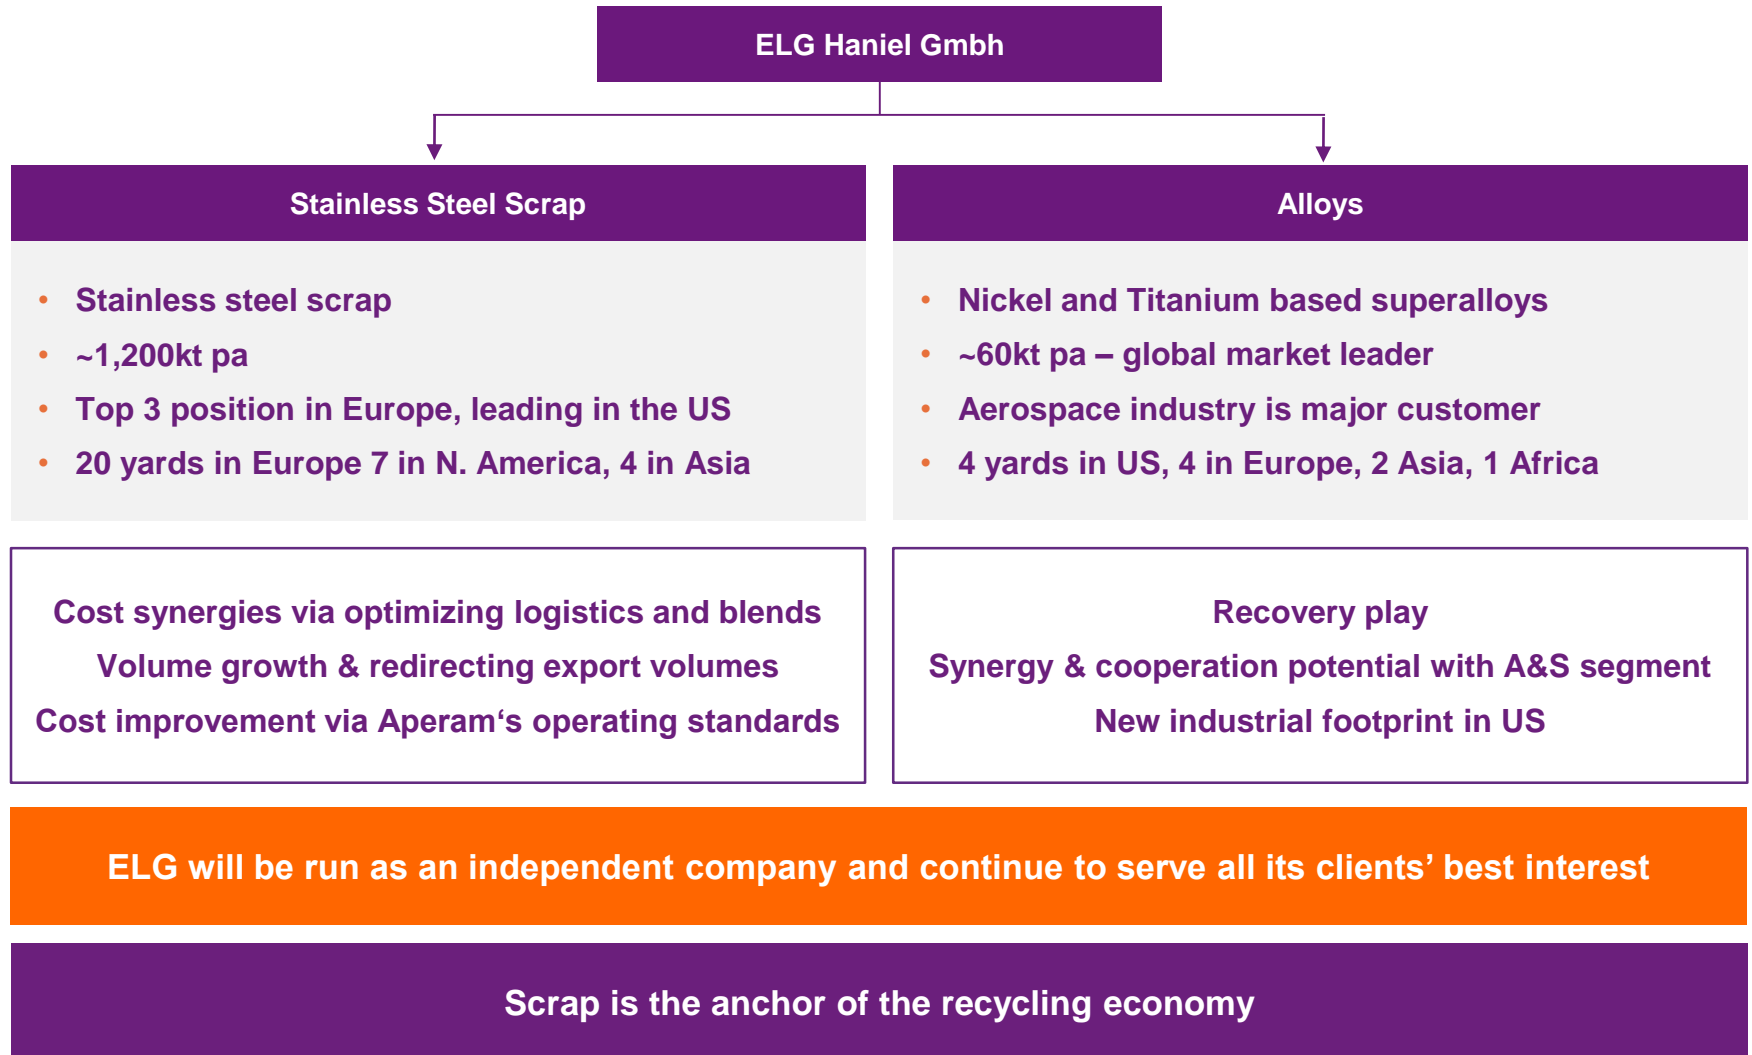 ELG Haniel Gmbh
Stainless Steel Scrap
• Stainless steel scrap
• ~1,200kt pa
• Top 3 position in Europe, leading in the US
• 20 yards in Europe 7 in N. America, 4 in Asia
Cost synergies via optimizing logistics and blends
Volume growth & redirecting export volumes
Cost improvement via Aperam‘s operating standards
Alloys
• Nickel and Titanium based superalloys
• ~60kt pa – global market leader
• Aerospace industry is major customer
• 4 yards in US, 4 in Europe, 2 Asia, 1 Africa
Recovery play
Synergy & cooperation potential with A&S segment
New industrial footprint in US
ELG will be run as an independent company and continue to serve all its clients’ best interest
Scrap is the anchor of the recycling economy